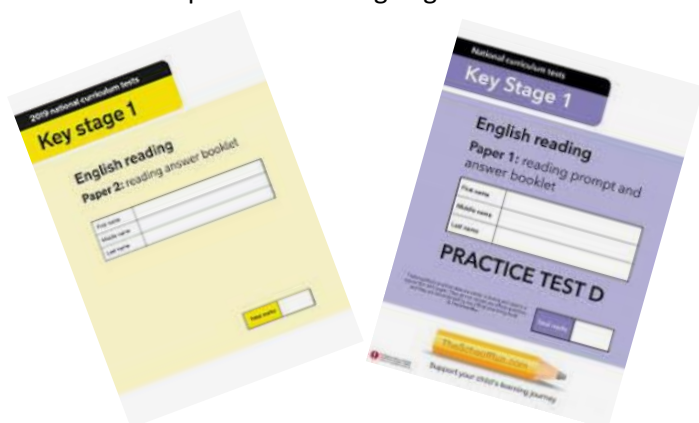 2019 national curriculum tests
Key stage 1
English reading
Paper 2: reading answer booklet
First name
Middle name
Last name
Total marks
National curriculum tests
Key Stage 1
English reading
Paper 1: reading prompt and
answer booklet
First name
Middle name
Last name
PRACTICE TEST D
Total marks
TheSchoolRun.com
Support your child's learning journey